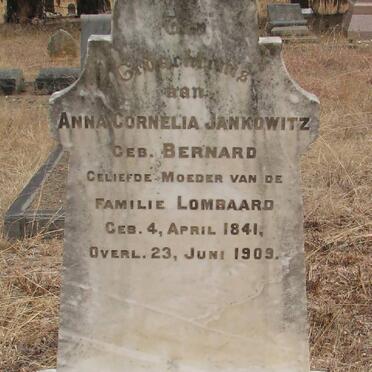 Ter
Gedachtenis
aan
ANNA CORNELIA JANKOWITZ
GEB. BERNARD
GELIEFDE MOEDER VAN DE
FAMILIE LOMBAARD
GEB. 4, APRIL 1841,
OVERL. 23, JUNI 1909.